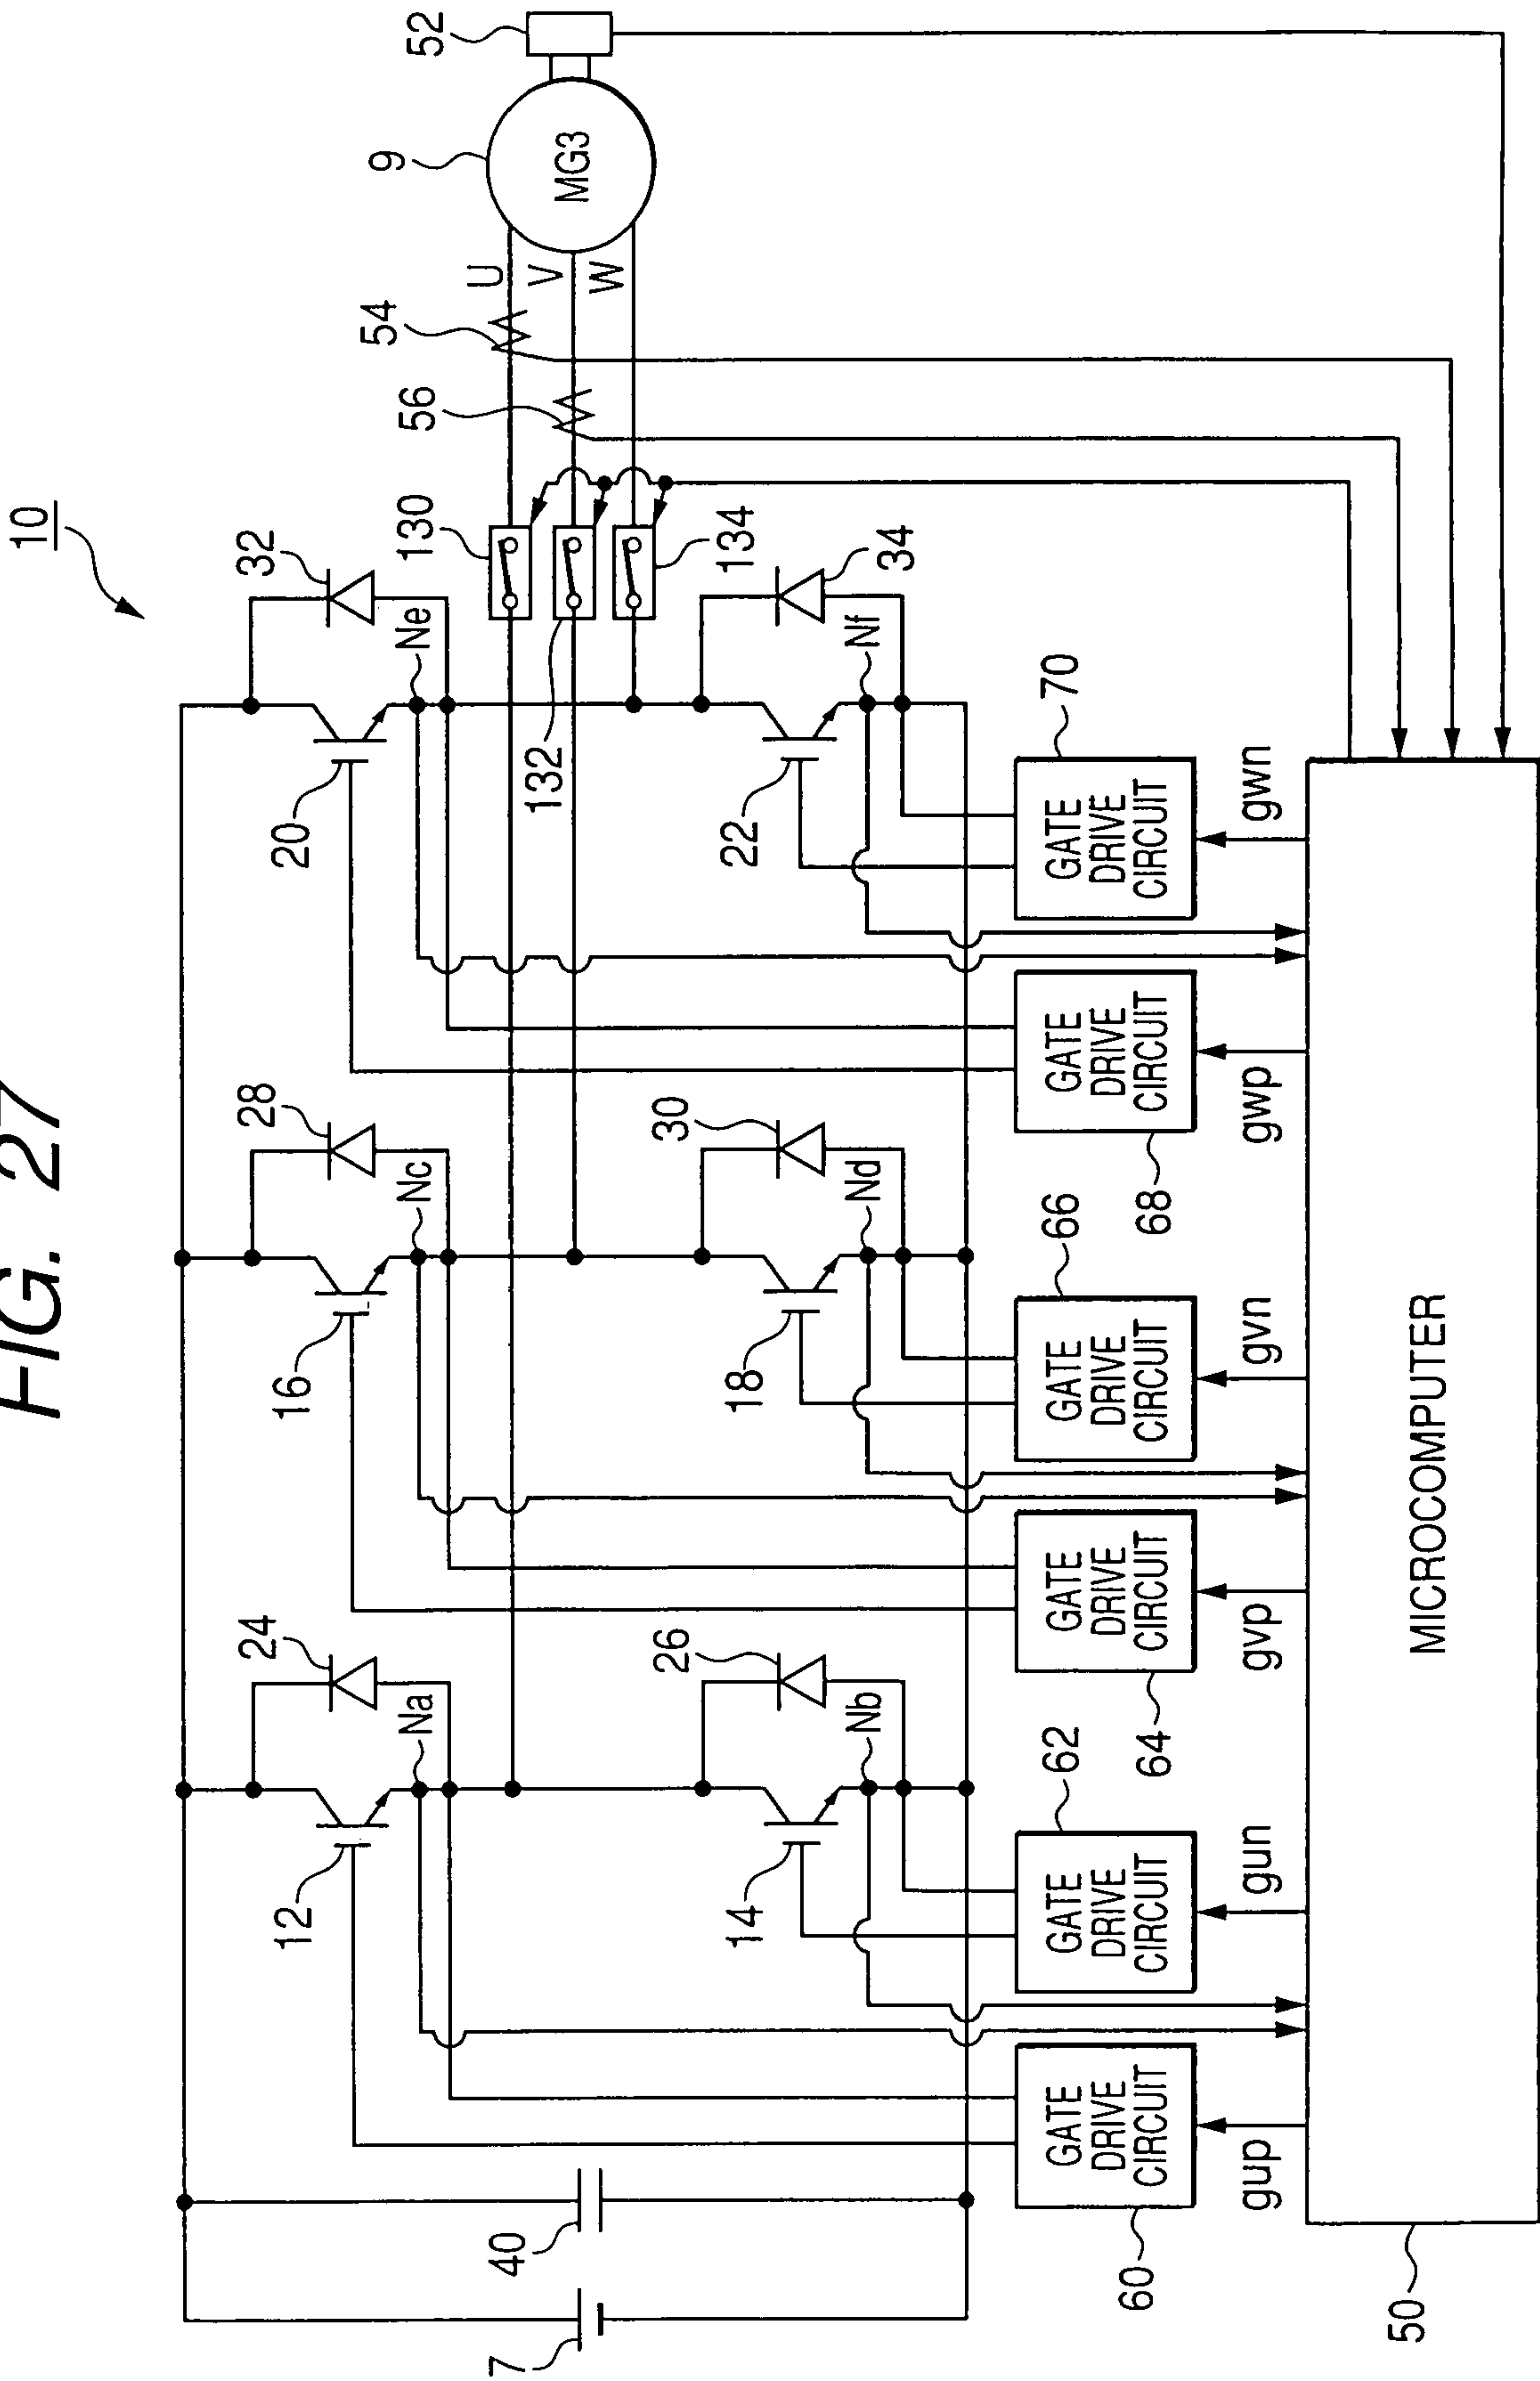 FIG. 27
10
32
28
24
20
16
12
Ne
Nc
Na
52
9
MG3
U
V
W
54
56
130
132
134
34
30
26
22
18
14
Nf
Nd
Nb
40
7
70
66
62
GATE
DRIVE
CIRCUIT
GATE
DRIVE
CIRCUIT
GATE
DRIVE
CIRCUIT
GATE
DRIVE
CIRCUIT
GATE
DRIVE
CIRCUIT
GATE
DRIVE
CIRCUIT
60
64
68
gup
gun
gvp
gvn
gwp
gwn
MICROCOMPUTER
50